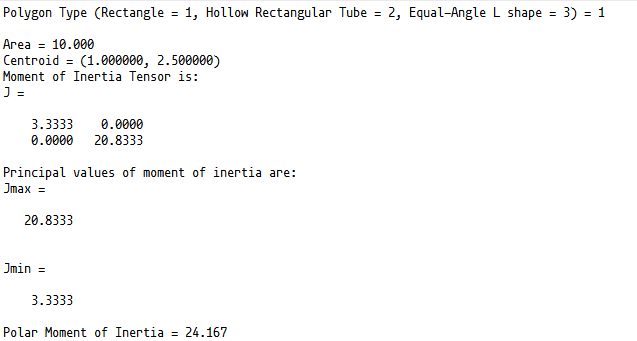 Polygon Type (Rectangle = 1, Hollow Rectangular Tube = 2, Equal-Angle L shape = 3) = 1
Area = 10.000
Centroid = (1.000000, 2.500000)
Moment of Inertia Tensor is:
J =
3.3333 0.0000
0.0000 20.8333
Principal values of moment of inertia are:
Jmax =
20.8333
Jmin =
3.3333
Polar Moment of Inertia = 24.167